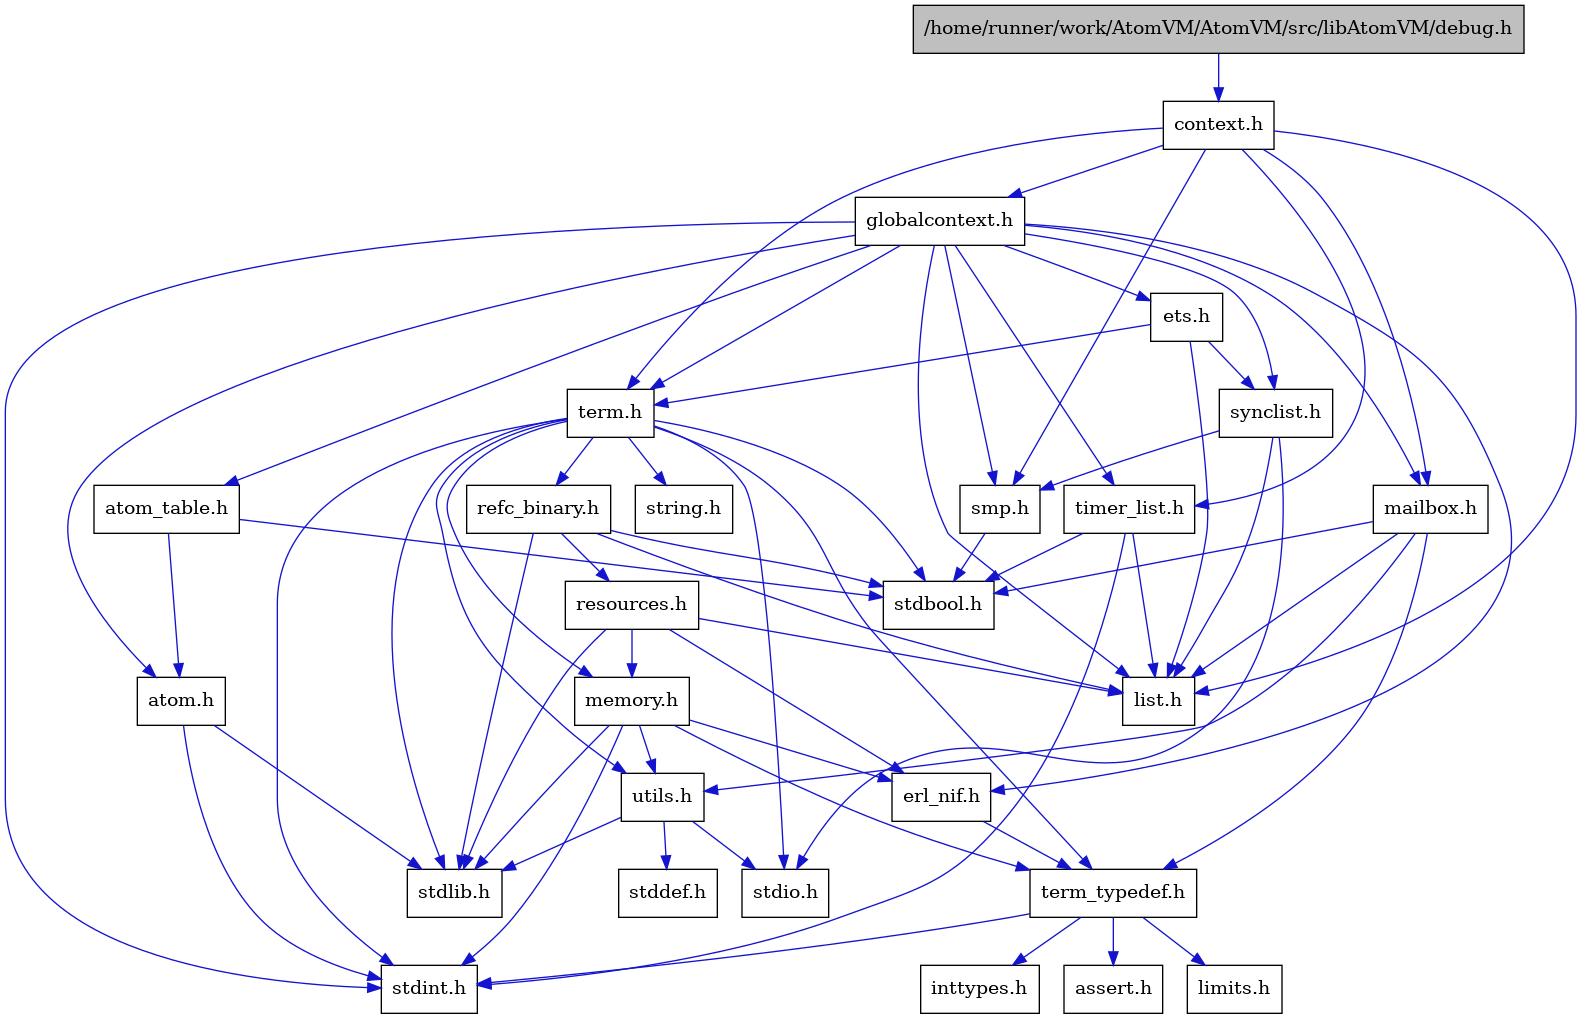 /home/runner/work/AtomVM/AtomVM/src/libAtomVM/debug.h
context.h
globalcontext.h
ets.h
term.h
synclist.h
atom_table.h
refc_binary.h
string.h
smp.h
timer_list.h
mailbox.h
resources.h
stdbool.h
atom.h
memory.h
list.h
utils.h
erl_nif.h
stdlib.h
stddef.h
stdio.h
term_typedef.h
stdint.h
inttypes.h
assert.h
limits.h